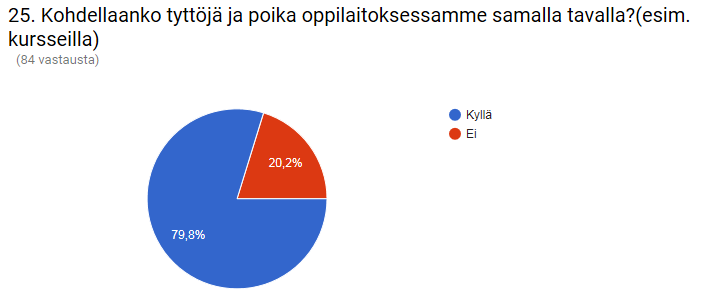 25. Kohdellaanko tyttöjä ja poika oppilaitoksessamme samalla tavalla?(esim.
kursseilla)
(84 vastausta)
Kyllä
Ei
20,2%
79,8%